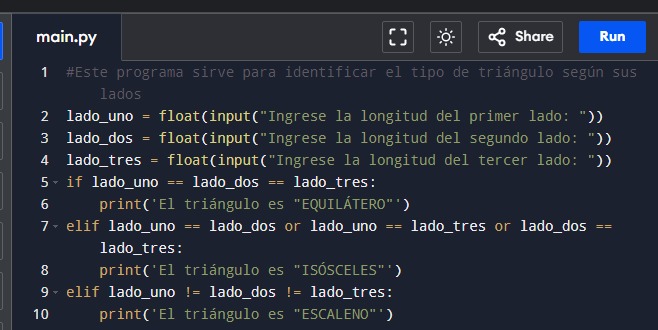 main.py
Share
Run
1 #Este programa sirve para identificar el tipo de triángulo según sus
lados
2 lado_uno = float(input("Ingrese la longitud del primer lado: "))
3 lado_dos = float(input("Ingrese la longitud del segundo lado: "))
4 lado_tres = float(input("Ingrese la longitud del tercer lado: "))
5 if lado_uno == lado_dos == lado_tres:
6 print('El triángulo es "EQUILÁTERO"')
7 elif lado_uno == lado_dos or lado_uno == lado_tres or lado_dos ==
lado_tres:
8 print('El triángulo es "ISÓSCELES"')
9 elif lado_uno != lado_dos != lado_tres:
10 print('El triángulo es "ESCALENO"')